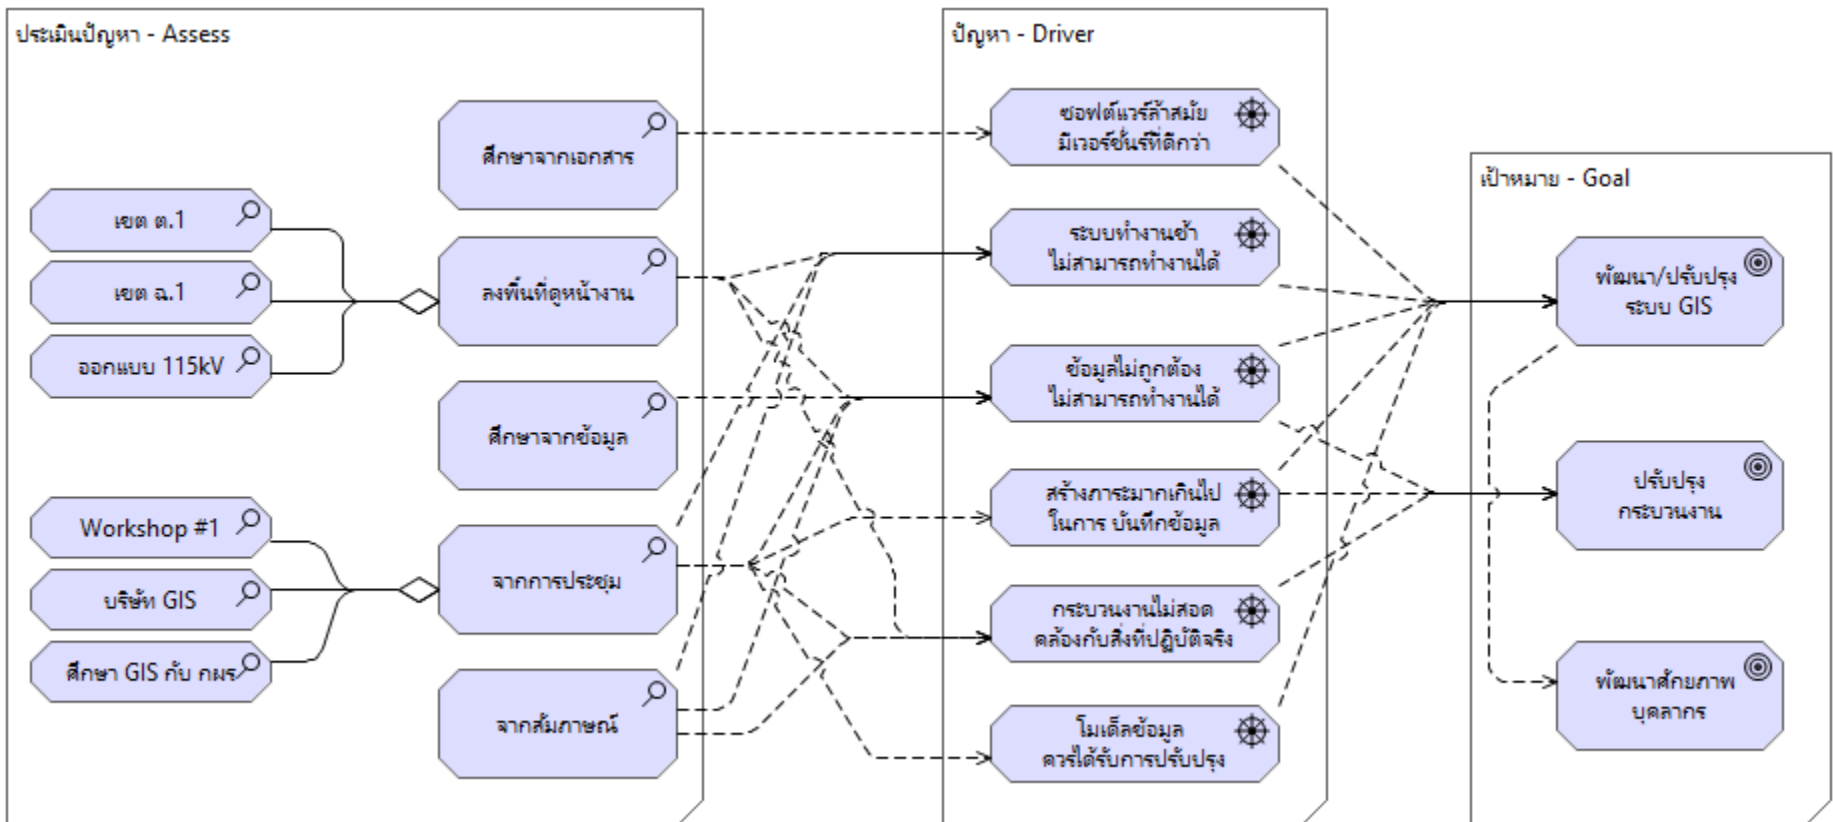 ประเมินปัญหา - Assess
ศึกษาจากเอกสาร
เขต ต.1
เขต ฉ.1
ออกแบบ 115kV
ลงพื้นที่ดูหน้างาน
ศึกษาจากข้อมูล
Workshop #1
บริษัท GIS
ศึกษา GIS กับ กผร
จากการประชุม
จากสัมภาษณ์
ปัญหา - Driver
ซอฟต์แวร์ล้าสมัย
มีเวอร์ชั่นร์ที่ดีกว่า
ระบบทำงานช้า
ไม่สามารถทำงานได้
ข้อมูลไม่ถูกต้อง
ไม่สามารถทำงานได้
สร้างภาระมากเกินไป
ในการ บันทึกข้อมูล
กระบวนงานไม่สอด
คล้องกับสิ่งที่ปฏิบัติจริง
โมเด็ลข้อมูล
ควรได้รับการปรับปรุง
เป้าหมาย - Goal
พัฒนา/ปรับปรุง
ระบบ GIS
ปรับปรุง
กระบวนงาน
พัฒนาศักยภาพ
บุคลากร